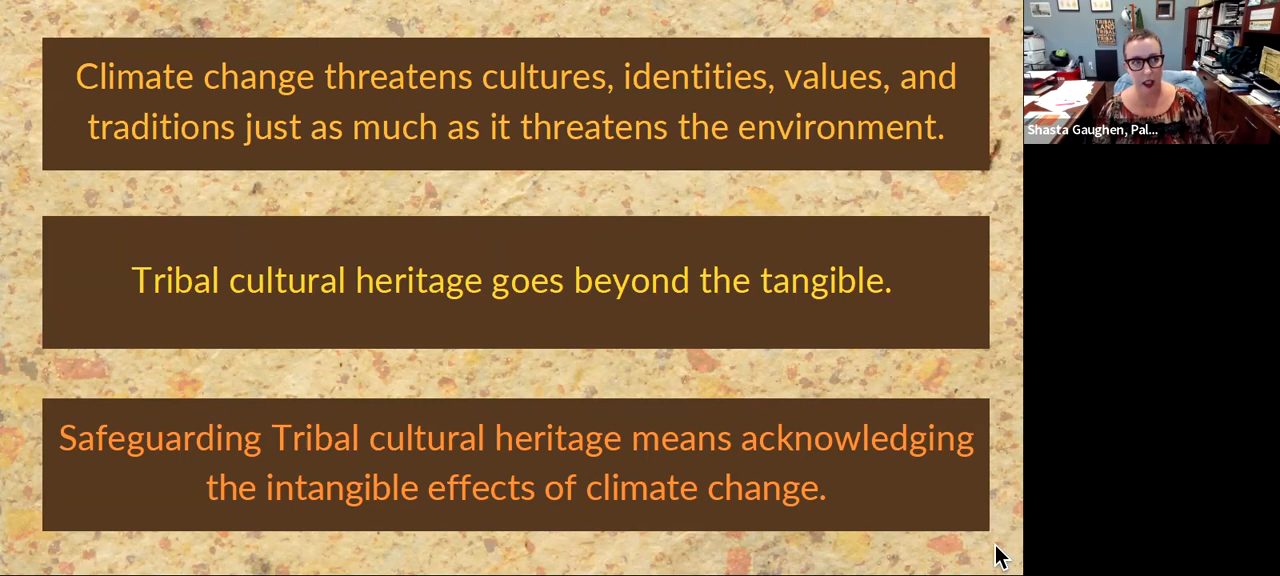 Climate change threatens cultures, identities, values, and
traditions just as much as it threatens the environment.
Tribal cultural heritage goes beyond the tangible.
Safeguarding Tribal cultural heritage means acknowledging
the intangible effects of climate change.
Shasta Gaughen, Pal...